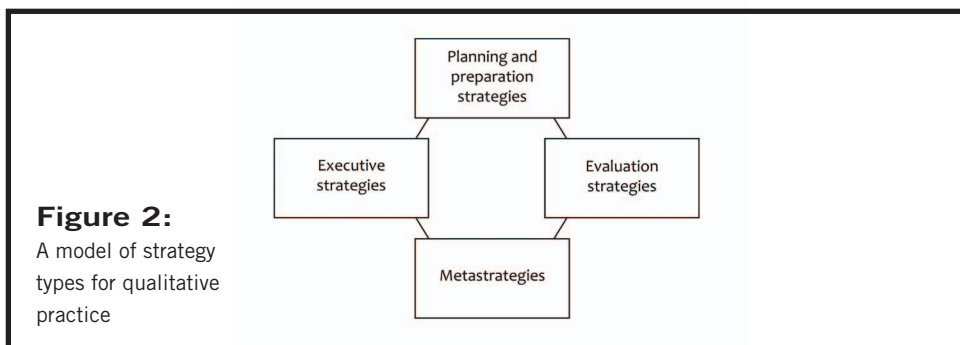 Planning and
preparation
strategies
Executive
strategies
Evaluation
strategies
Metastrategies
Figure 2:
A model of strategy
types for qualitative
practice